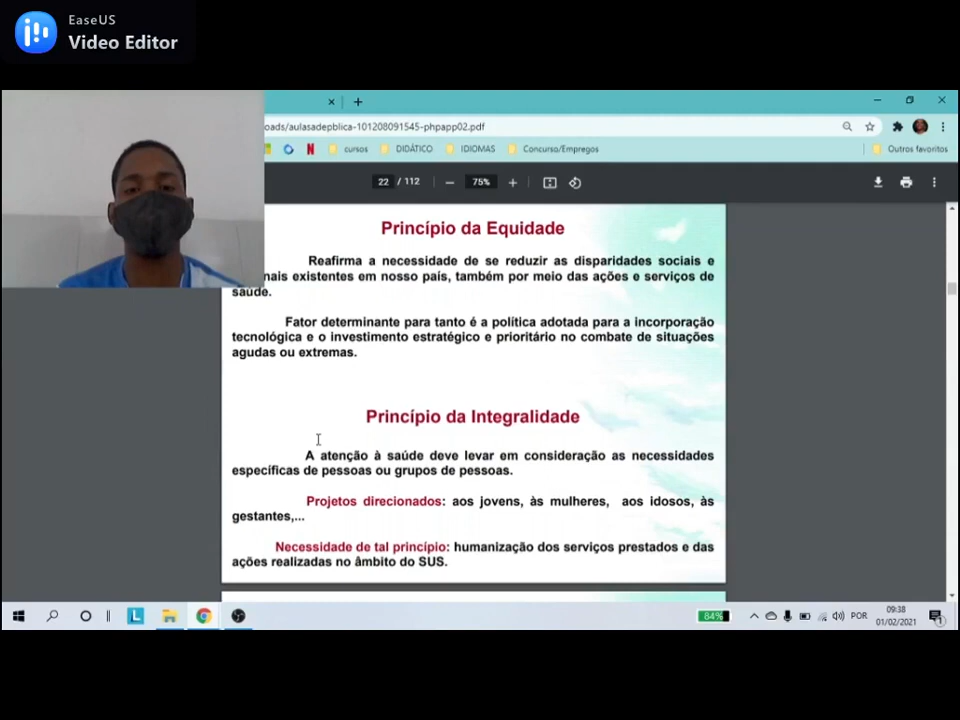 EaseUS
Video Editor
oads/aulasadepblica-101208091545-phpapp02.pdf
cursos DIDÁTICO IDIOMAS Concurso/Empregos Outros favoritos
22 / 112 75%
Princípio da Equidade
Reafirma a necessidade de se reduzir as disparidades sociais e
nais existentes em nosso país, também por meio das ações e serviços de
saúde.
Fator determinante para tanto é a política adotada para a incorporação
tecnológica e o investimento estratégico e prioritário no combate de situações
agudas ou extremas.
Princípio da Integralidade
A atenção à saúde deve levar em consideração as necessidades
específicas de pessoas ou grupos de pessoas.
Projetos direcionados: aos jovens, às mulheres, aos idosos, às
gestantes,...
Necessidade de tal princípio: humanização dos serviços prestados e das
ações realizadas no âmbito do SUS.
84% POR 09:38
01/02/2021